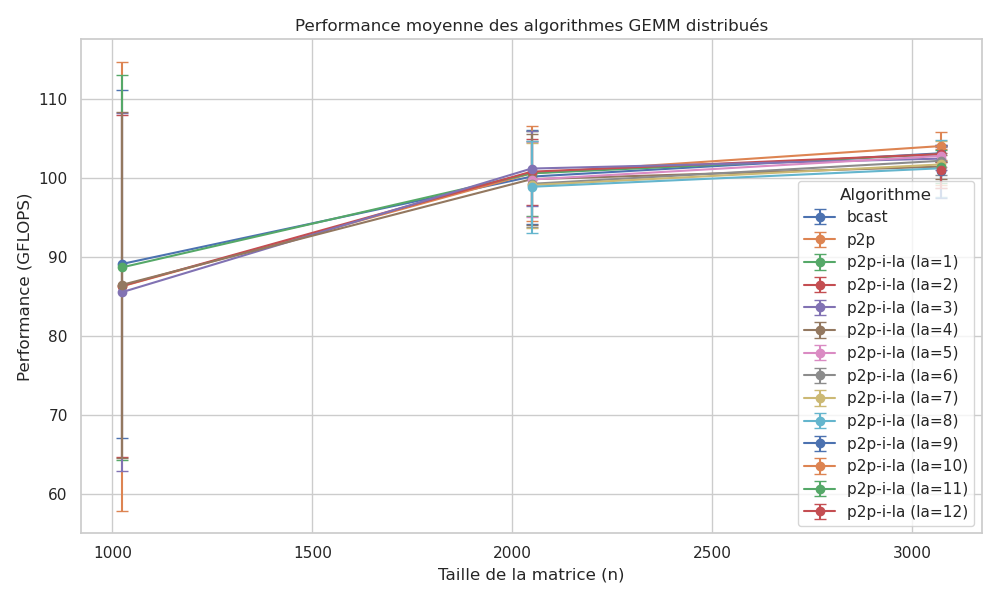 Performance moyenne des algorithmes GEMM distribués
Performance (GFLOPS)
110
100
90
80
70
60
1000
1500
2000
2500
3000
Taille de la matrice (n)
Algorithme
bcast
p2p
p2p-i-la (la=1)
p2p-i-la (la=2)
p2p-i-la (la=3)
p2p-i-la (la=4)
p2p-i-la (la=5)
p2p-i-la (la=6)
p2p-i-la (la=7)
p2p-i-la (la=8)
p2p-i-la (la=9)
p2p-i-la (la=10)
p2p-i-la (la=11)
p2p-i-la (la=12)